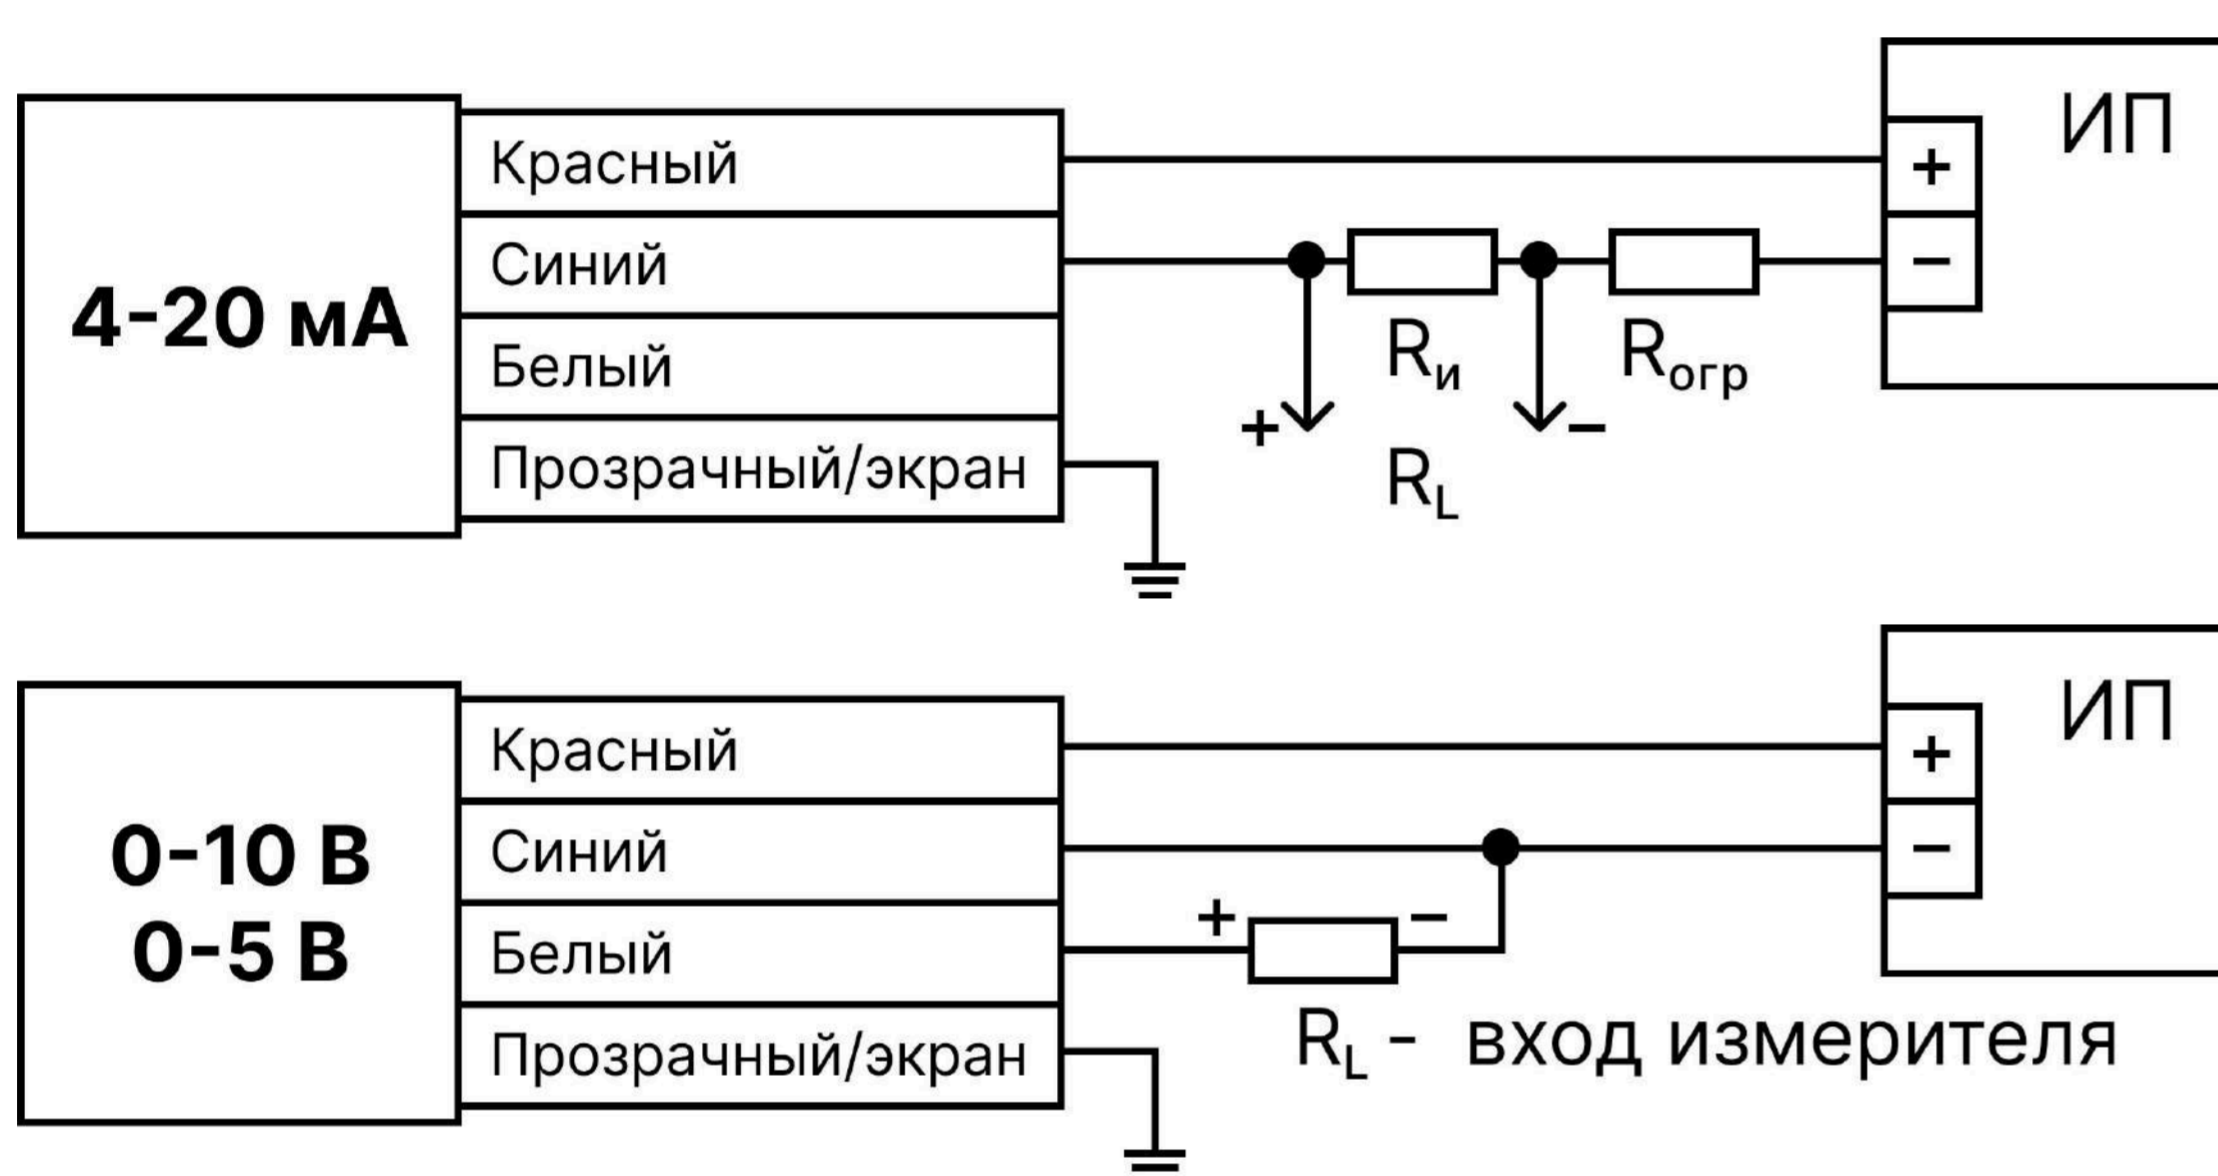 4-20 мА
Красный
Синий
Белый
Прозрачный/экран
+
−
ИП
Rи
Rогр
+
−
RL
0-10 В
0-5 В
Красный
Синий
Белый
Прозрачный/экран
+
−
ИП
+
−
RL - вход измерителя